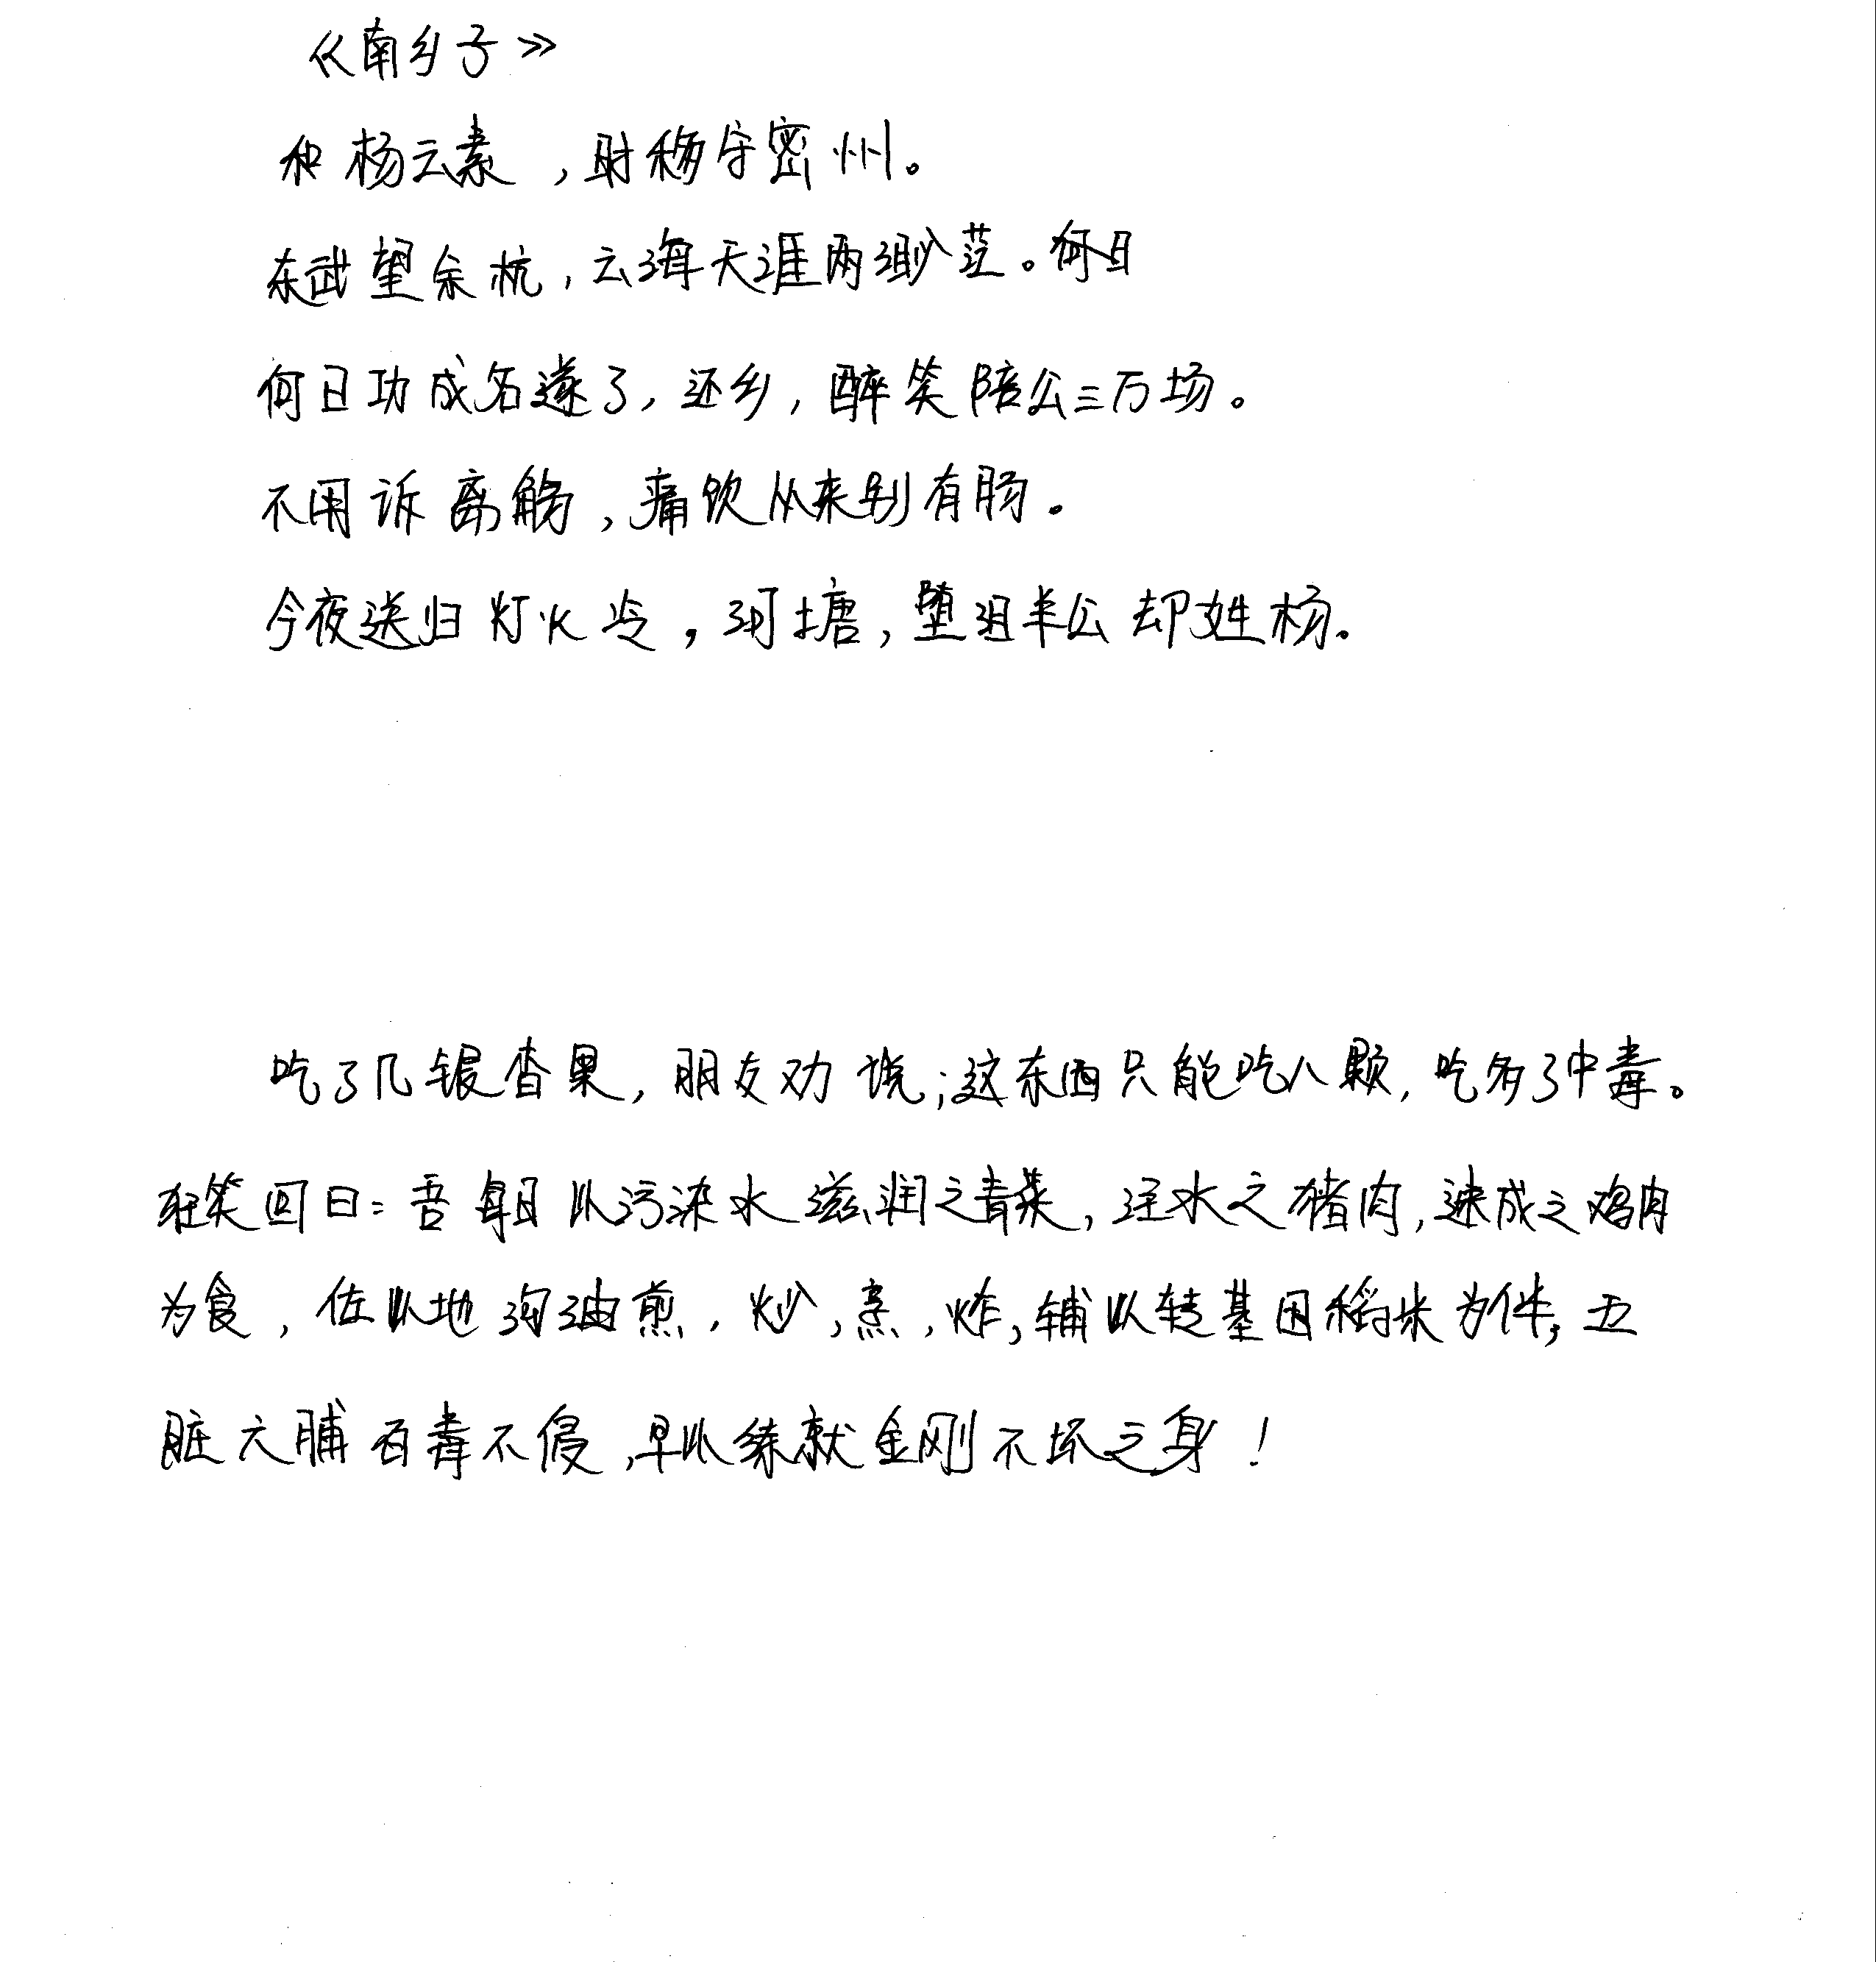 《南乡子》
和杨云素，时移守密州。
东武望余杭，云海天涯两渺茫。何日
何日功成名遂了，还乡，醉笑陪公三万场。
不用诉离觞，痛饮从来别有肠。
今夜送归灯火冷，河塘，堕泪羊公却姓杨。
吃了几银杏果，朋友劝说；这东西只能吃八颗，吃多了中毒。
狂笑回曰：吾每日以污染水滋润之青菜，注水之猪肉，速成之鸡肉
为食，佐以地沟油煎，炒，烹，炸，辅以转基因稻米为伴，五
脏六脯百毒不侵，早以练就金刚不坏之身！